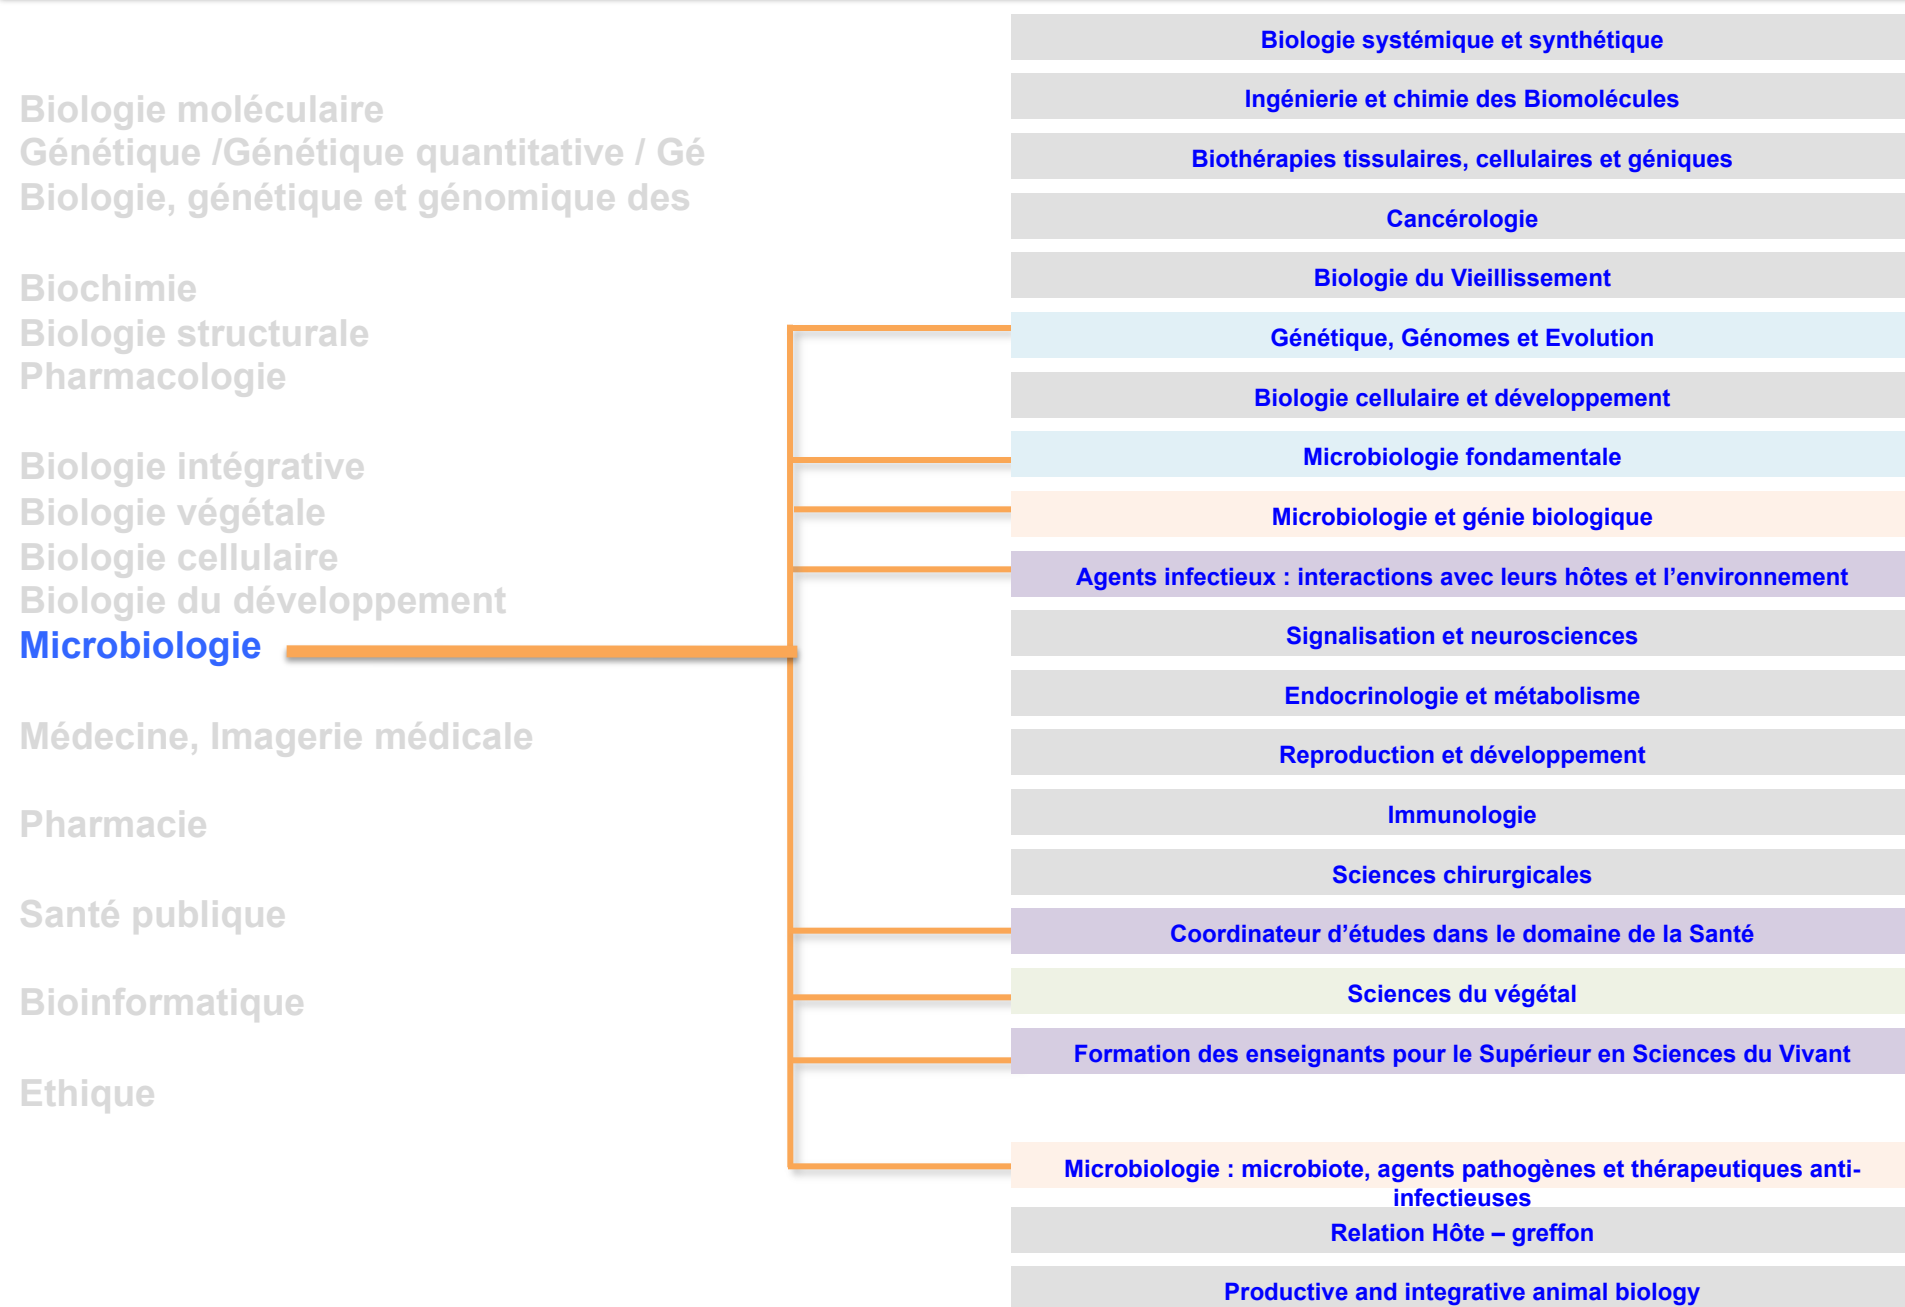 Biologie moléculaire
Génétique /Génétique quantitative / Gé
Biologie, génétique et génomique des
Biochimie
Biologie structurale
Pharmacologie
Biologie intégrative
Biologie végétale
Biologie cellulaire
Biologie du développement
Microbiologie
Médecine, Imagerie médicale
Pharmacie
Santé publique
Bioinformatique
Ethique
Biologie systémique et synthétique
Ingénierie et chimie des Biomolécules
Biothérapies tissulaires, cellulaires et géniques
Cancérologie
Biologie du Vieillissement
Génétique, Génomes et Evolution
Biologie cellulaire et développement
Microbiologie fondamentale
Microbiologie et génie biologique
Agents infectieux : interactions avec leurs hôtes et l’environnement
Signalisation et neurosciences
Endocrinologie et métabolisme
Reproduction et développement
Immunologie
Sciences chirurgicales
Coordinateur d’études dans le domaine de la Santé
Sciences du végétal
Formation des enseignants pour le Supérieur en Sciences du Vivant
Microbiologie : microbiote, agents pathogènes et thérapeutiques anti-
infectieuses
Relation Hôte – greffon
Productive and integrative animal biology